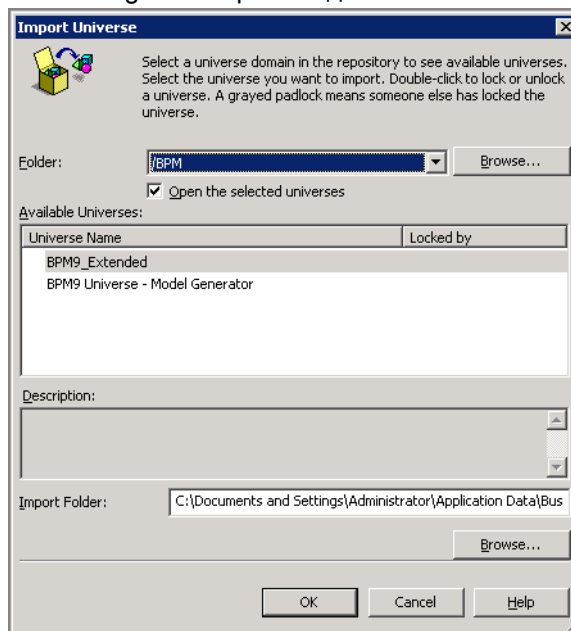 Import Universe
Select a universe domain in the repository to see available universes.
Select the universe you want to import. Double-click to lock or unlock
a universe. A grayed padlock means someone else has locked the
universe.
Folder:
/BPM
Browse...
Open the selected universes
Available Universes:
Universe Name
Locked by
BPM9_Extended
BPM9 Universe - Model Generator
Description:
Import Folder:
C:\Documents and Settings\Administrator\Application Data\Bus
Browse...
OK
Cancel
Help